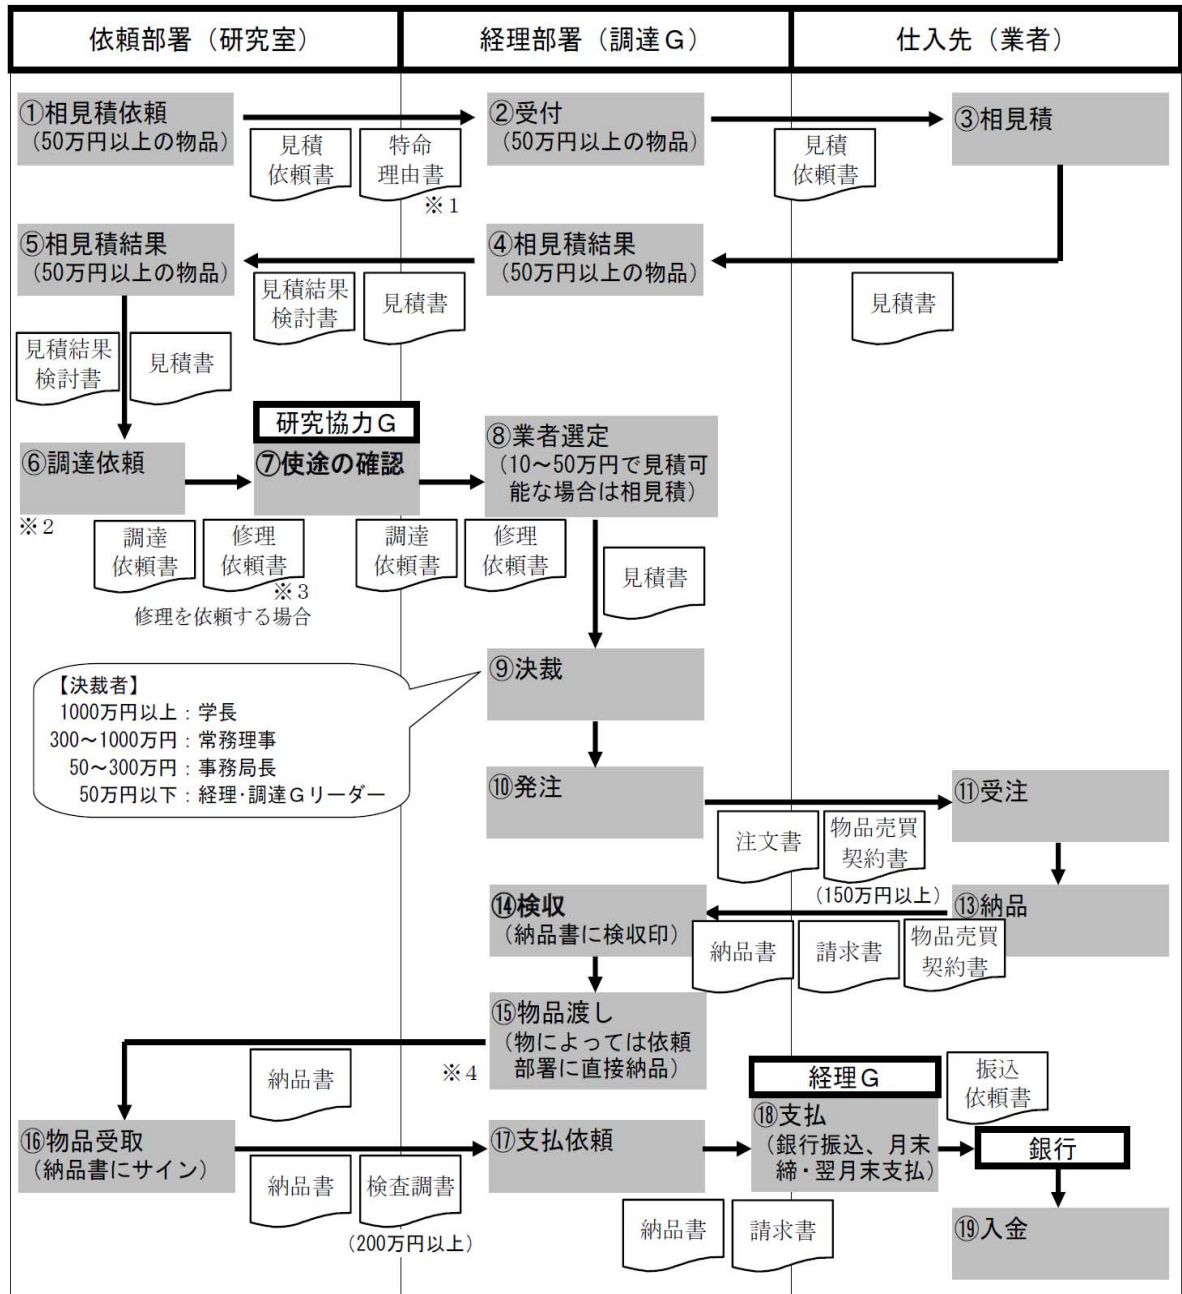 依頼部署(研究室)
経理部署(調達G)
仕入先(業者)
①相見積依頼
(50万円以上の物品)
見積
依頼書
特命
理由書
※1
②受付
(50万円以上の物品)
見積
依頼書
③相見積
⑤相見積結果
(50万円以上の物品)
見積結果
検討書
見積書
④相見積結果
(50万円以上の物品)
見積書
見積結果
検討書
見積書
⑥調達依頼
※2
調達
依頼書
修理
依頼書
※3
修理を依頼する場合
研究協力G
⑦使途の確認
調達
依頼書
修理
依頼書
⑧業者選定
(10~50万円で見積可
能な場合は相見積)
見積書
⑨決裁
【決裁者】
1000万円以上:学長
300~1000万円:常務理事
50~300万円:事務局長
50万円以下:経理・調達Gリーダー
⑩発注
注文書
物品売買
契約書
(150万円以上)
⑪受注
⑬納品
納品書
請求書
物品売買
契約書
⑭検収
(納品書に検収印)
⑮物品渡し
(物によっては依頼
部署に直接納品)
※4
納品書
⑯物品受取
(納品書にサイン)
納品書
検査調書
(200万円以上)
⑰支払依頼
納品書
請求書
経理G
⑱支払
(銀行振込、月末
締・翌月末支払)
振込
依頼書
銀行
⑲入金